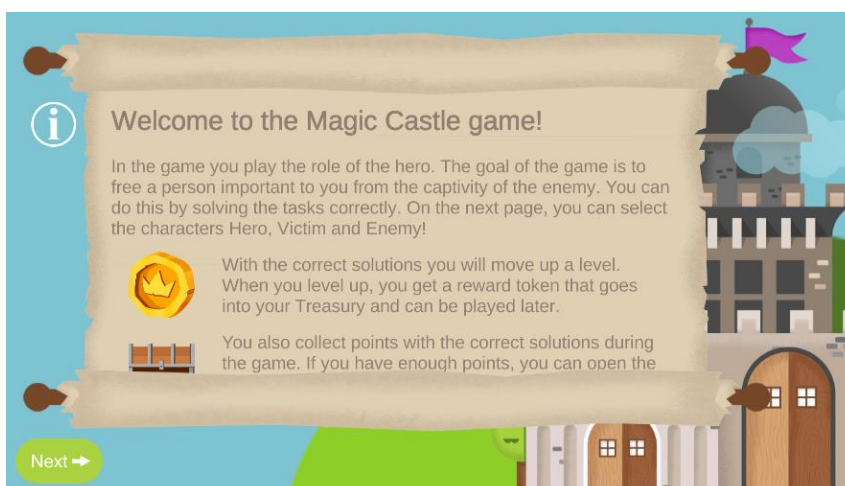 Welcome to the Magic Castle game!
In the game you play the role of the hero. The goal of the game is to
free a person important to you from the captivity of the enemy. You can
do this by solving the tasks correctly. On the next page, you can select
the characters Hero, Victim and Enemy!
With the correct solutions you will move up a level.
When you level up, you get a reward token that goes
into your Treasury and can be played later.
You also collect points with the correct solutions during
the game. If you have enough points, you can open the
Next